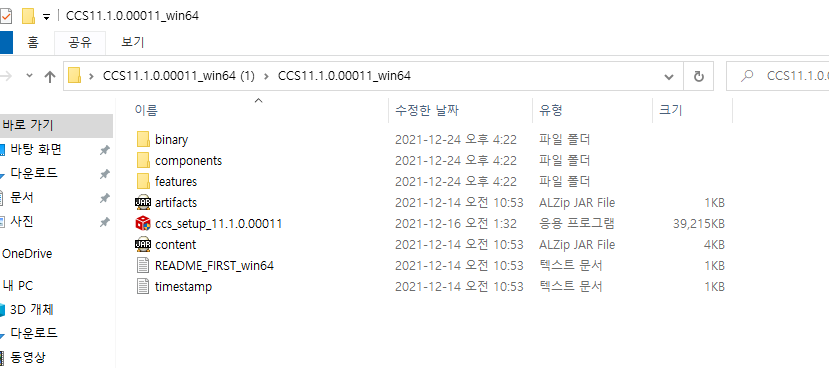 CCS11.1.0.00011_win64
홈 공유 보기
CCS11.1.0.00011_win64 (1) > CCS11.1.0.00011_win64
CCS11.1.0.0
이름 수정한 날짜 유형 크기
바로 가기
바탕 화면
다운로드
문서
사진
OneDrive
내 PC
3D 개체
다운로드
동영상
binary 2021-12-24 오후 4:22 파일 폴더
components 2021-12-24 오후 4:22 파일 폴더
features 2021-12-24 오후 4:22 파일 폴더
artifacts 2021-12-14 오전 10:53 ALZip JAR File 1KB
ccs_setup_11.1.0.00011 2021-12-16 오전 1:32 응용 프로그램 39,215KB
content 2021-12-14 오전 10:53 ALZip JAR File 4KB
README_FIRST_win64 2021-12-14 오전 10:53 텍스트 문서 1KB
timestamp 2021-12-14 오전 10:53 텍스트 문서 1KB